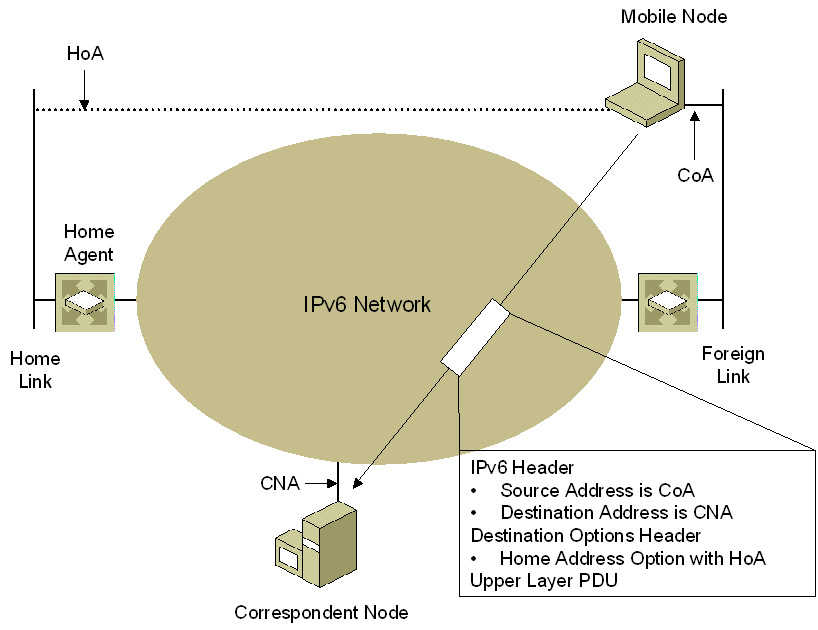 Mobile Node
HoA
CoA
Home
Agent
IPv6 Network
Home
Link
Foreign
Link
CNA
IPv6 Header
• Source Address is CoA
• Destination Address is CNA
Destination Options Header
• Home Address Option with HoA
Upper Layer PDU
Correspondent Node